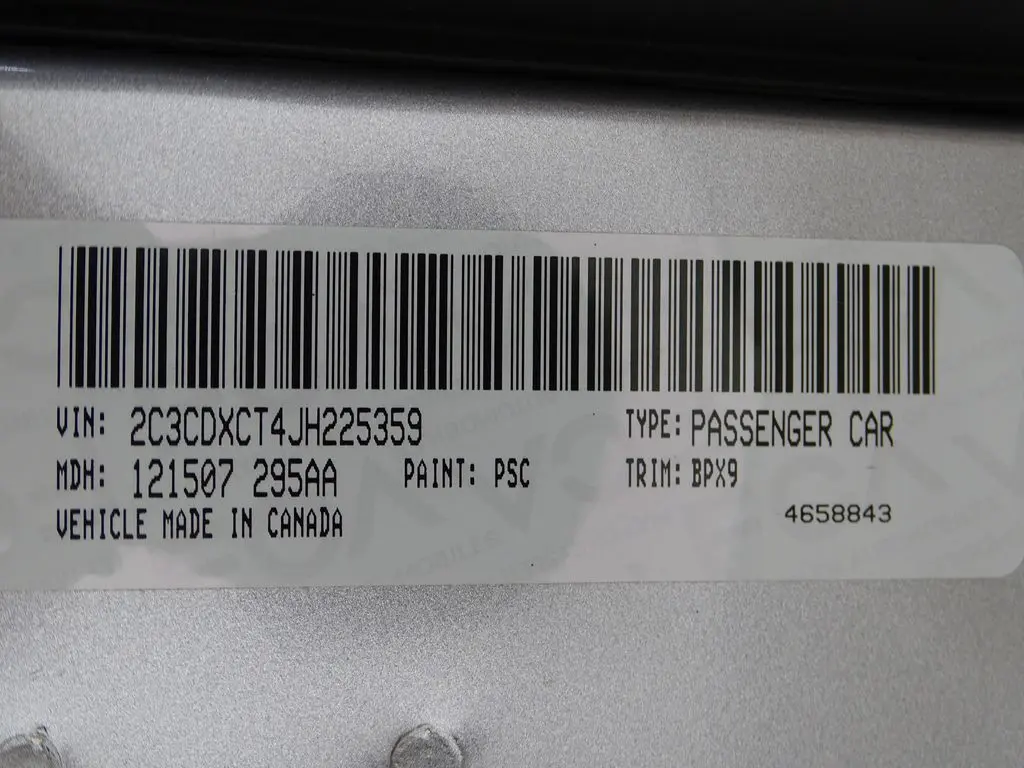 VIN: 2C3CDXCT4JH225359 TYPE: PASSENGER CAR
MDH: 121507 295AA PAINT: PSC TRIM: BPX9
VEHICLE MADE IN CANADA 4658843